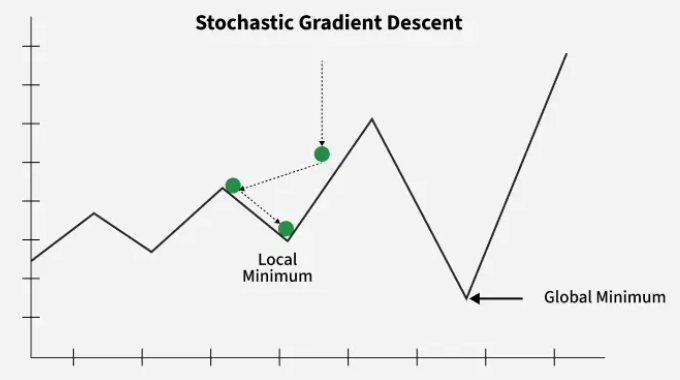 Stochastic Gradient Descent
Local
Minimum
Global Minimum